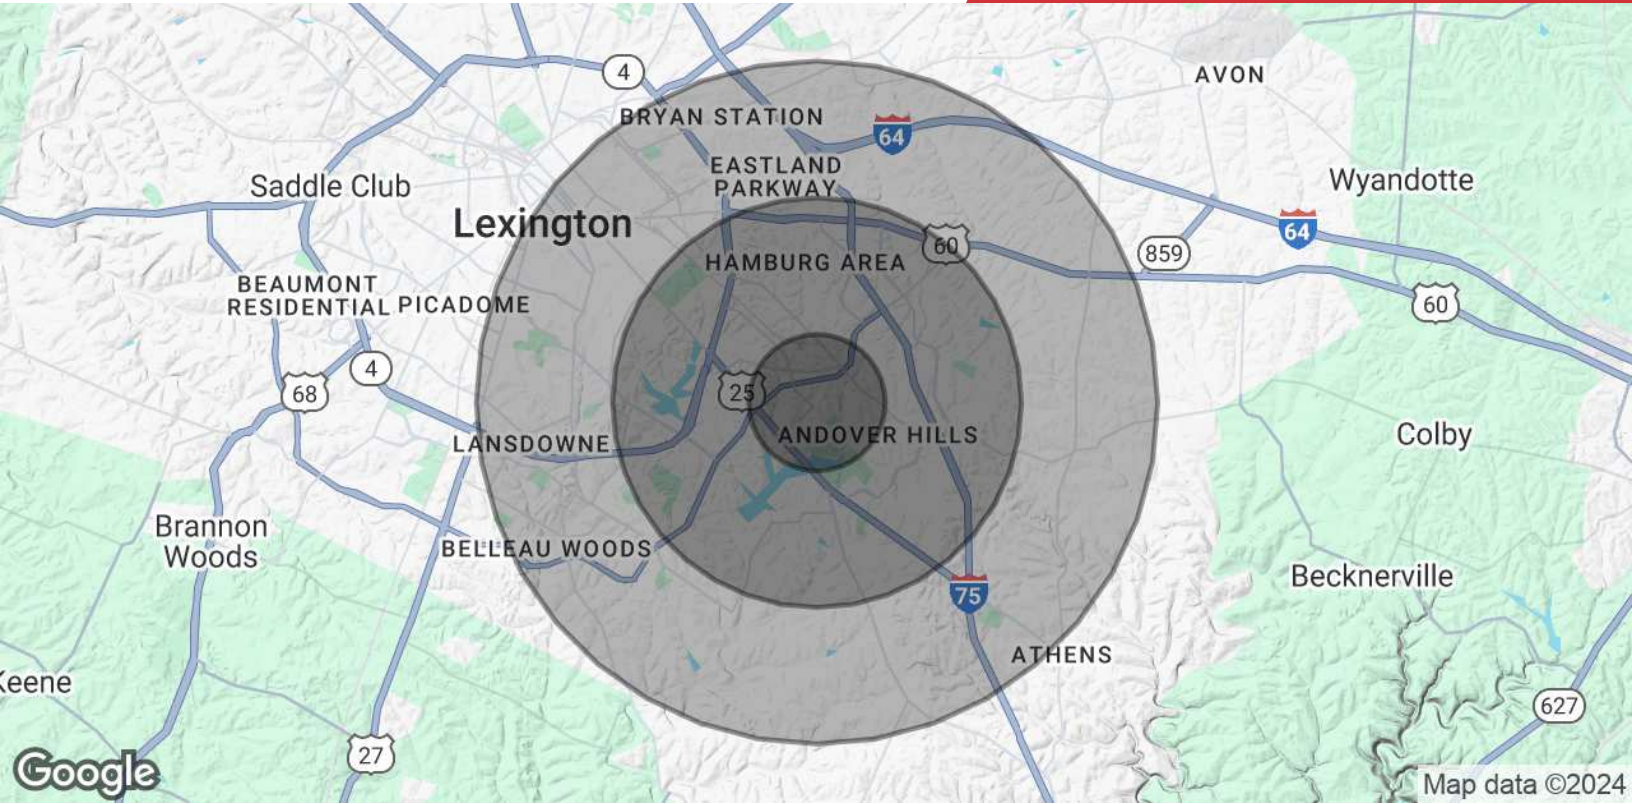 4
AVON
BRYAN STATION
64
EASTLAND
PARKWAY
Saddle Club
Wyandotte
Lexington
64
60
859
HAMBURG AREA
BEAUMONT
RESIDENTIAL
PICADOME
60
4
68
25
LANSDOWNE
ANDOVER HILLS
Colby
Brannon
Woods
BELLEAU WOODS
Becknerville
75
ATHENS
Keene
627
27
Google
Map data ©2024